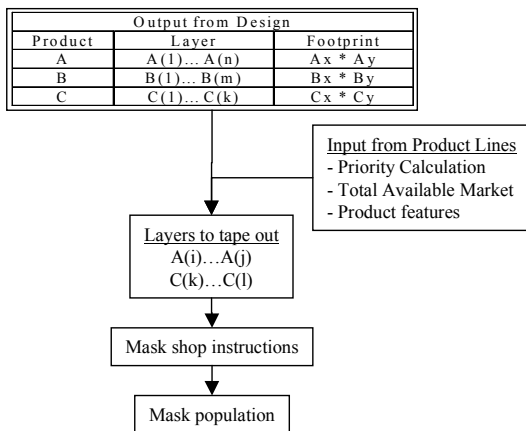 Output from Design
Product Layer Footprint
A A(1)... A(n) Ax * Ay
B B(1)... B(m) Bx * By
C C(1)... C(k) Cx * Cy
Input from Product Lines
- Priority Calculation
- Total Available Market
- Product features
Layers to tape out
A(i)…A(j)
C(k)…C(l)
Mask shop instructions
Mask population